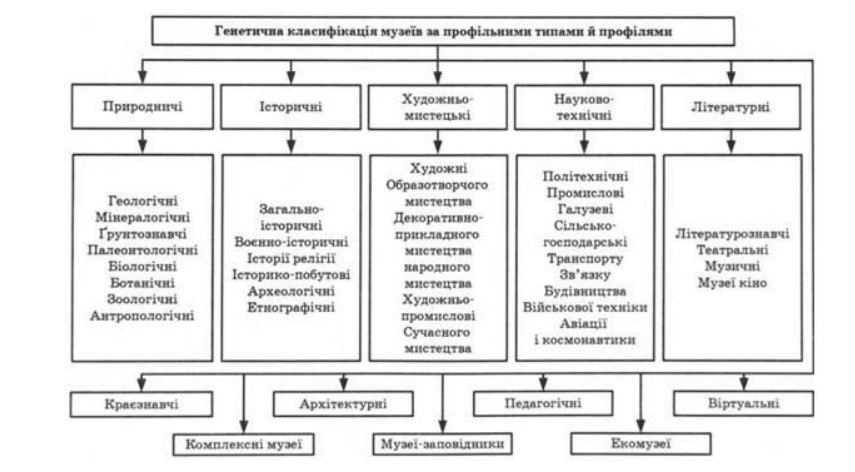 Генетична класифікація музеїв за профільними типами й профілями
Природничі
Історичні
Художньо-
мистецькі
Науково-
технічні
Літературні
Геологічні
Мінералогічні
Ґрунтознавчі
Палеонтологічні
Біологічні
Ботанічні
Зоологічні
Антропологічні
Загально-
історичні
Воєнно-історичні
Історії релігії
Історико-побутові
Археологічні
Етнографічні
Художні
Образотворчого
мистецтва
Декоративно-
прикладного
мистецтва
народного
мистецтва
Художньо-
промислові
Сучасного
мистецтва
Політехнічні
Промислові
Галузеві
Сільсько-
господарські
Транспорту
Зв’язку
Будівництва
Військової техніки
Авіації
і космонавтики
Літературознавчі
Театральні
Музичні
Музеї кіно
Краєзнавчі
Архітектурні
Педагогічні
Віртуальні
Комплексні музеї
Музеї-заповідники
Екомузеї